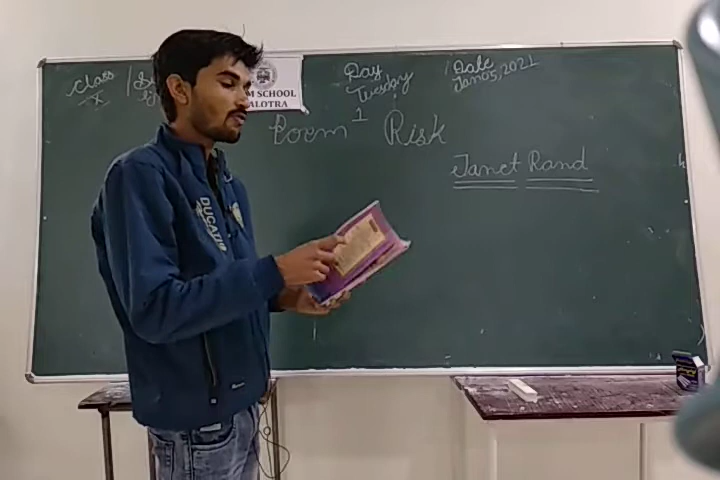 Class
X
Day
Tuesday
Date
Jan 05, 2021
M SCHOOL
ALOTRA
Poem 1 Risk
Janet Rand
DUCATI